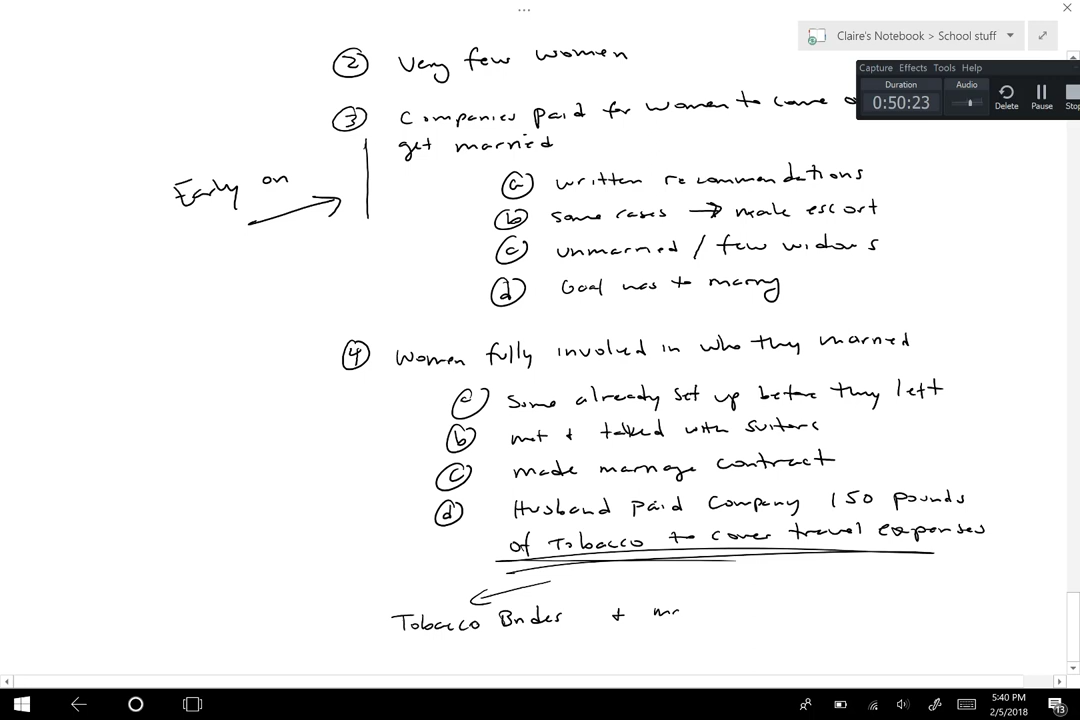 ...
Claire's Notebook > School stuff
Capture Effects Tools Help
Duration
Audio
0:50:23
Delete
Pause
Stop
② Very few women
③ Companies paid for women to come
get married
Early on
ⓐ written recommendations
ⓑ some cases → male escort
ⓒ unmarried / few widows
ⓓ Goal was to marry
④ Women fully involved in who they married
ⓐ Some already set up before they left
ⓑ met + talked with suitors
ⓒ made marriage contract
ⓓ Husband paid company 150 pounds
of Tobacco to cover travel expenses
Tobacco Brides +
5:40 PM
2/5/2018
13